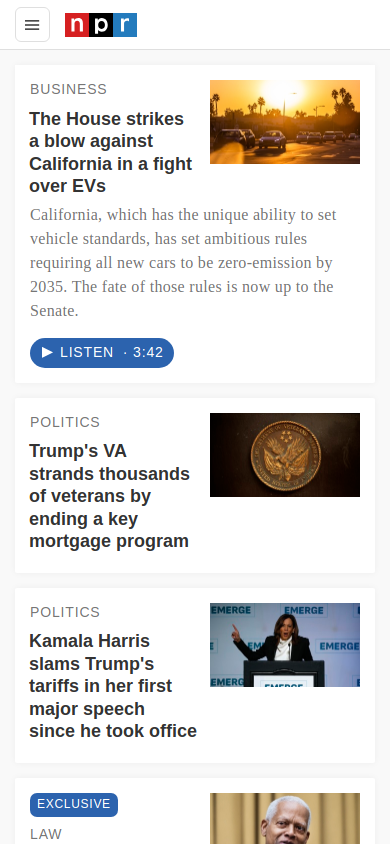 npr
BUSINESS
The House strikes
a blow against
California in a fight
over EVs
California, which has the unique ability to set
vehicle standards, has set ambitious rules
requiring all new cars to be zero-emission by
2035. The fate of those rules is now up to the
Senate.
LISTEN · 3:42
POLITICS
Trump's VA
strands thousands
of veterans by
ending a key
mortgage program
POLITICS
Kamala Harris
slams Trump's
tariffs in her first
major speech
since he took office
EMERGE
EMERGE
EMERGE
EMERGE
EXCLUSIVE
LAW